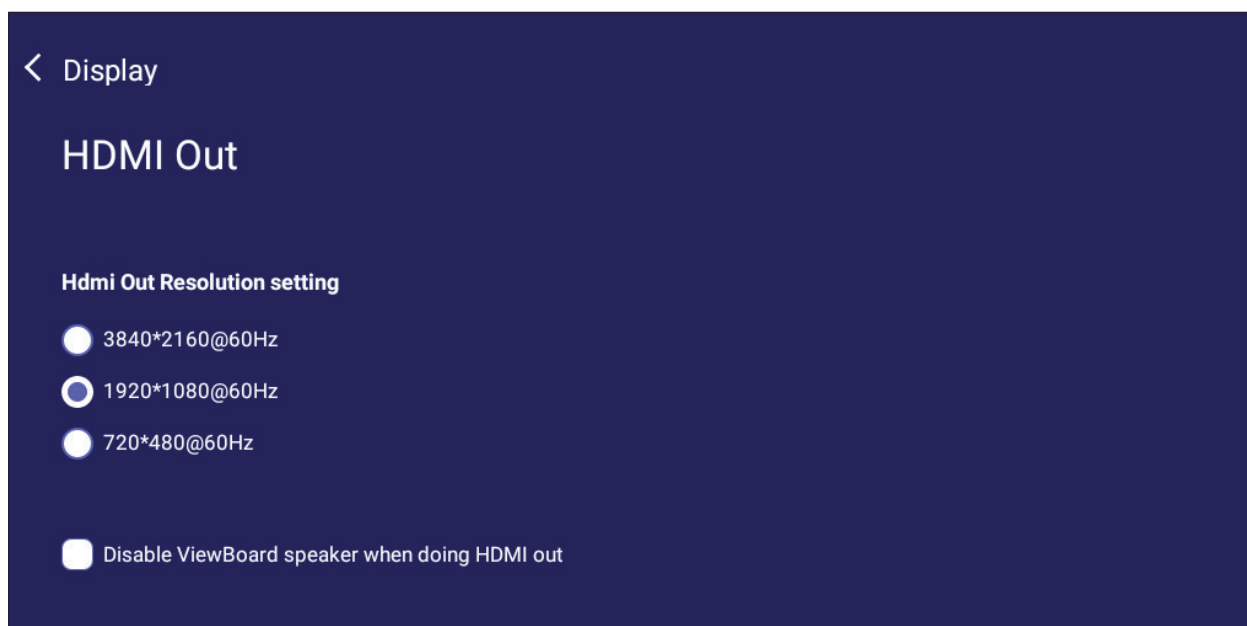 Display
HDMI Out
Hdmi Out Resolution setting
3840*2160@60Hz
1920*1080@60Hz
720*480@60Hz
Disable ViewBoard speaker when doing HDMI out